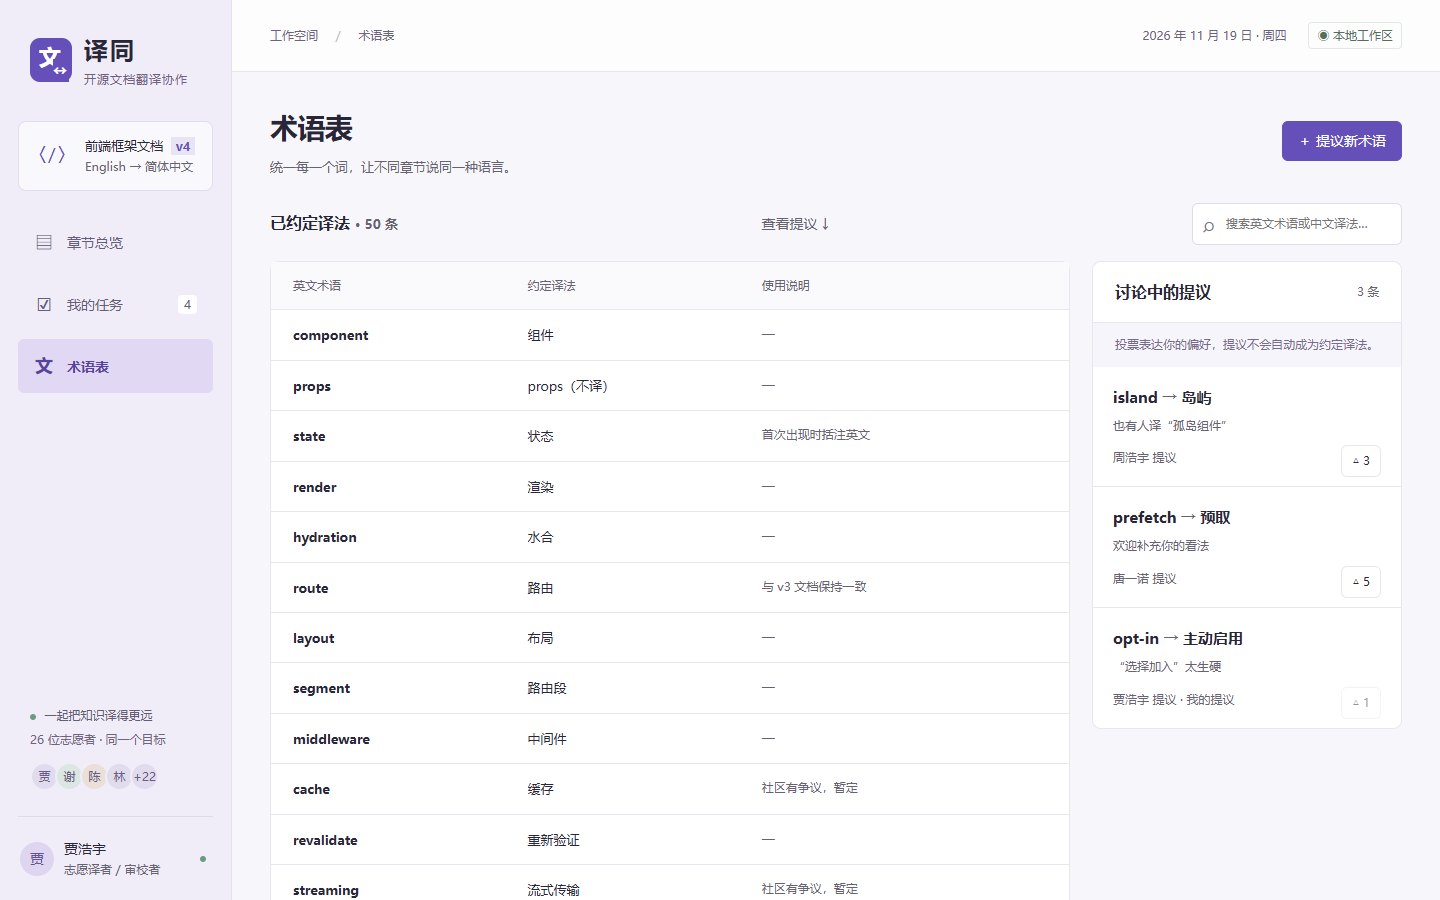 文
译同
开源文档翻译协作
前端框架文档 v4
English → 简体中文
章节总览
我的任务 4
文 术语表
一起把知识译得更远
26 位志愿者 · 同一个目标
贾 谢 陈 林 +22
贾 贾浩宇
志愿译者 / 审校者
工作空间 / 术语表
2026 年 11 月 19 日 · 周四
本地工作区
术语表
统一每一个词，让不同章节说同一种语言。
+ 提议新术语
已约定译法 • 50 条
查看提议 ↓
搜索英文术语或中文译法...
英文术语 约定译法 使用说明
component 组件 —
props props（不译） —
state 状态 首次出现时括注英文
render 渲染 —
hydration 水合 —
route 路由 与 v3 文档保持一致
layout 布局 —
segment 路由段 —
middleware 中间件 —
cache 缓存 社区有争议，暂定
revalidate 重新验证 —
streaming 流式传输 社区有争议，暂定
讨论中的提议 3 条
投票表达你的偏好，提议不会自动成为约定译法。
island → 岛屿
也有人译“孤岛组件”
周浩宇 提议
▵ 3
prefetch → 预取
欢迎补充你的看法
唐一诺 提议
▵ 5
opt-in → 主动启用
“选择加入”太生硬
贾浩宇 提议 · 我的提议
▵ 1